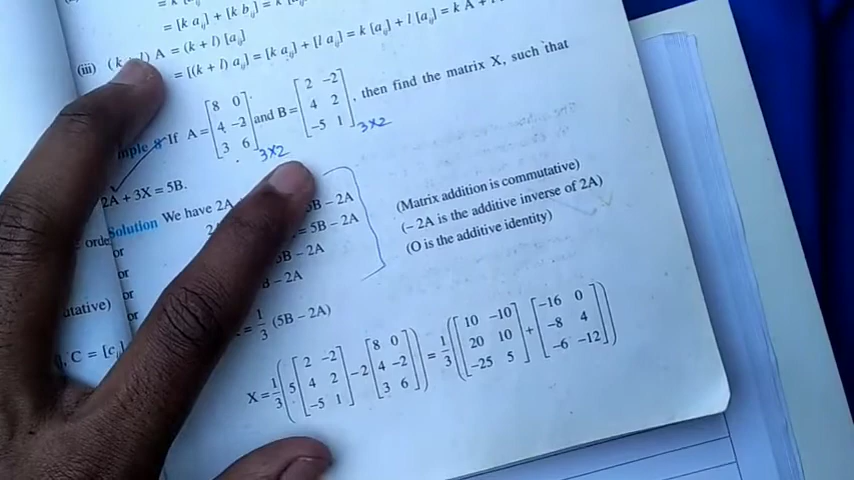 = [k aij] + [k bij] = k
(iii) (k + l) A = (k + l) [aij]
= [(k + l) aij] = [k aij] + [l aij] = k [aij] + l [aij] = k A +
mple 8 If A = [8 0; 4 –2; 3 6] and B = [2 –2; 4 2; –5 1], then find the matrix X, such that
3×2 3×2
2A + 3X = 5B.
Solution We have 2A
5B – 2A
or = 5B – 2A (Matrix addition is commutative)
or 5B – 2A (– 2A is the additive inverse of 2A)
or B – 2A (O is the additive identity)
or = 1/3 (5B – 2A)
or X = 1/3 (5 [2 –2; 4 2; –5 1] – 2 [8 0; 4 –2; 3 6]) = 1/3 ([10 –10; 20 10; –25 5] + [–16 0; –8 4; –6 –12])
utative)
C = [c